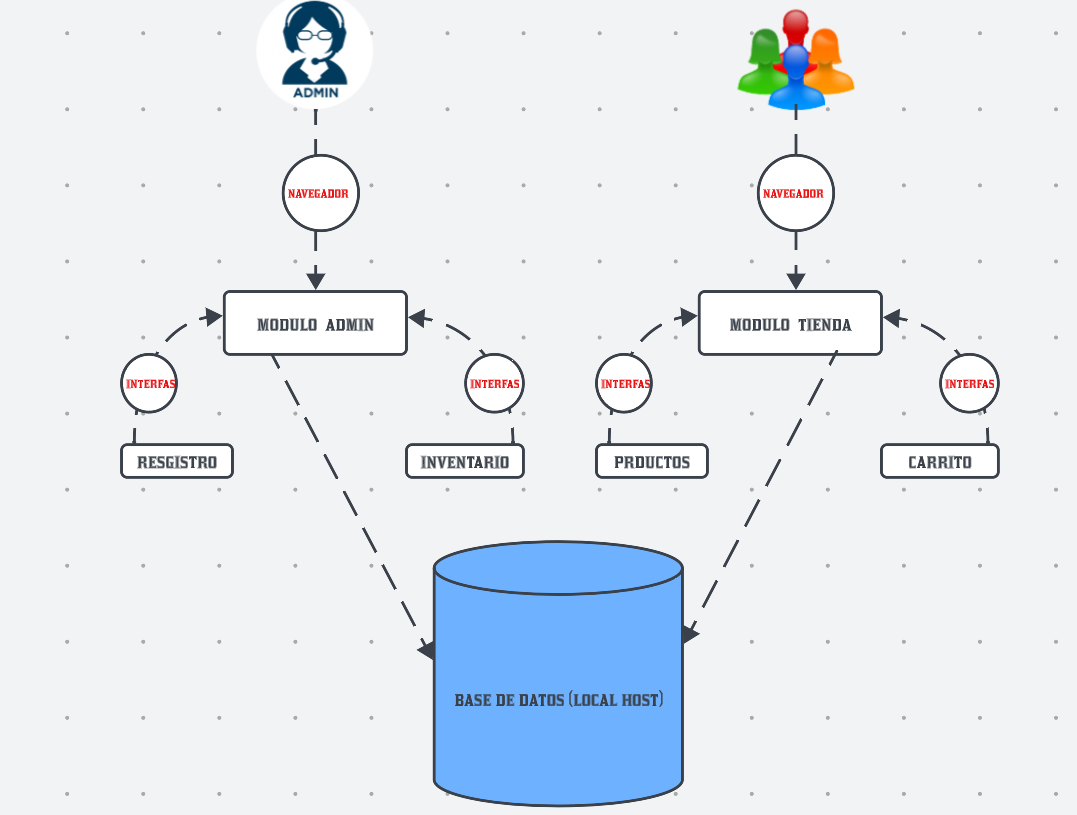 ADMIN
NAVEGADOR
NAVEGADOR
MODULO ADMIN
MODULO TIENDA
INTERFAS
INTERFAS
INTERFAS
INTERFAS
RESGISTRO
INVENTARIO
PRDUCTOS
CARRITO
BASE DE DATOS (LOCAL HOST)